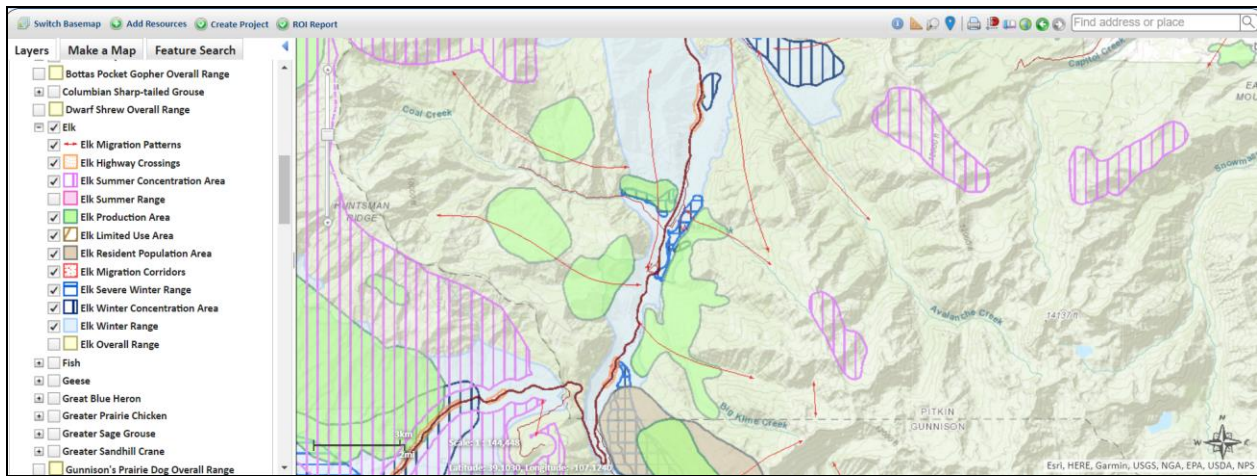 Switch Basemap Add Resources Create Project ROI Report
Find address or place
Layers Make a Map Feature Search
Bottas Pocket Gopher Overall Range
Columbian Sharp-tailed Grouse
Dwarf Shrew Overall Range
Elk
Elk Migration Patterns
Elk Highway Crossings
Elk Summer Concentration Area
Elk Summer Range
Elk Production Area
Elk Limited Use Area
Elk Resident Population Area
Elk Migration Corridors
Elk Severe Winter Range
Elk Winter Concentration Area
Elk Winter Range
Elk Overall Range
Fish
Geese
Great Blue Heron
Greater Prairie Chicken
Greater Sage Grouse
Greater Sandhill Crane
Gunnison's Prairie Dog Overall Range
Capitol Creek
Coal Creek
HUNTSMAN
RIDGE
Avalanche Creek
14137 ft
Big Kline Creek
PITKIN
GUNNISON
3km
2mi
Scale: 1 : 144,448
N
W
E
S
Esri, HERE, Garmin, USGS, NGA, EPA, USDA, NPS